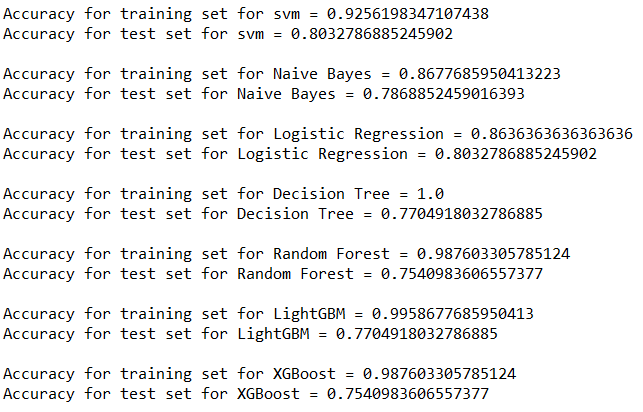 Accuracy for training set for svm = 0.9256198347107438
Accuracy for test set for svm = 0.8032786885245902
Accuracy for training set for Naive Bayes = 0.8677685950413223
Accuracy for test set for Naive Bayes = 0.7868852459016393
Accuracy for training set for Logistic Regression = 0.8636363636363636
Accuracy for test set for Logistic Regression = 0.8032786885245902
Accuracy for training set for Decision Tree = 1.0
Accuracy for test set for Decision Tree = 0.7704918032786885
Accuracy for training set for Random Forest = 0.987603305785124
Accuracy for test set for Random Forest = 0.7540983606557377
Accuracy for training set for LightGBM = 0.9958677685950413
Accuracy for test set for LightGBM = 0.7704918032786885
Accuracy for training set for XGBoost = 0.987603305785124
Accuracy for test set for XGBoost = 0.7540983606557377